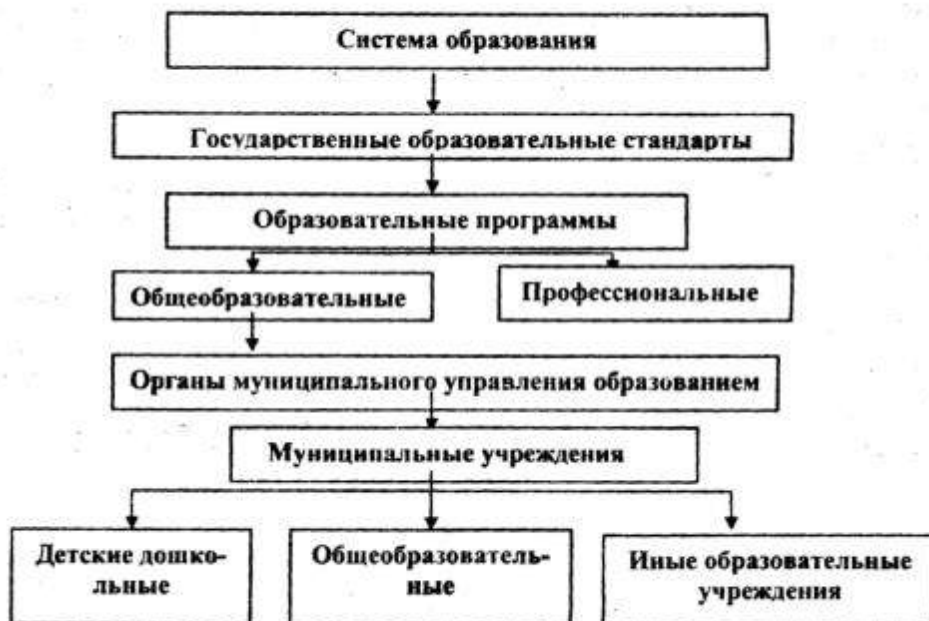 Система образования
Государственные образовательные стандарты
Образовательные программы
Общеобразовательные
Профессиональные
Органы муниципального управления образованием
Муниципальные учреждения
Детские дошко-
льные
Общеобразователь-
ные
Иные образовательные
учреждения